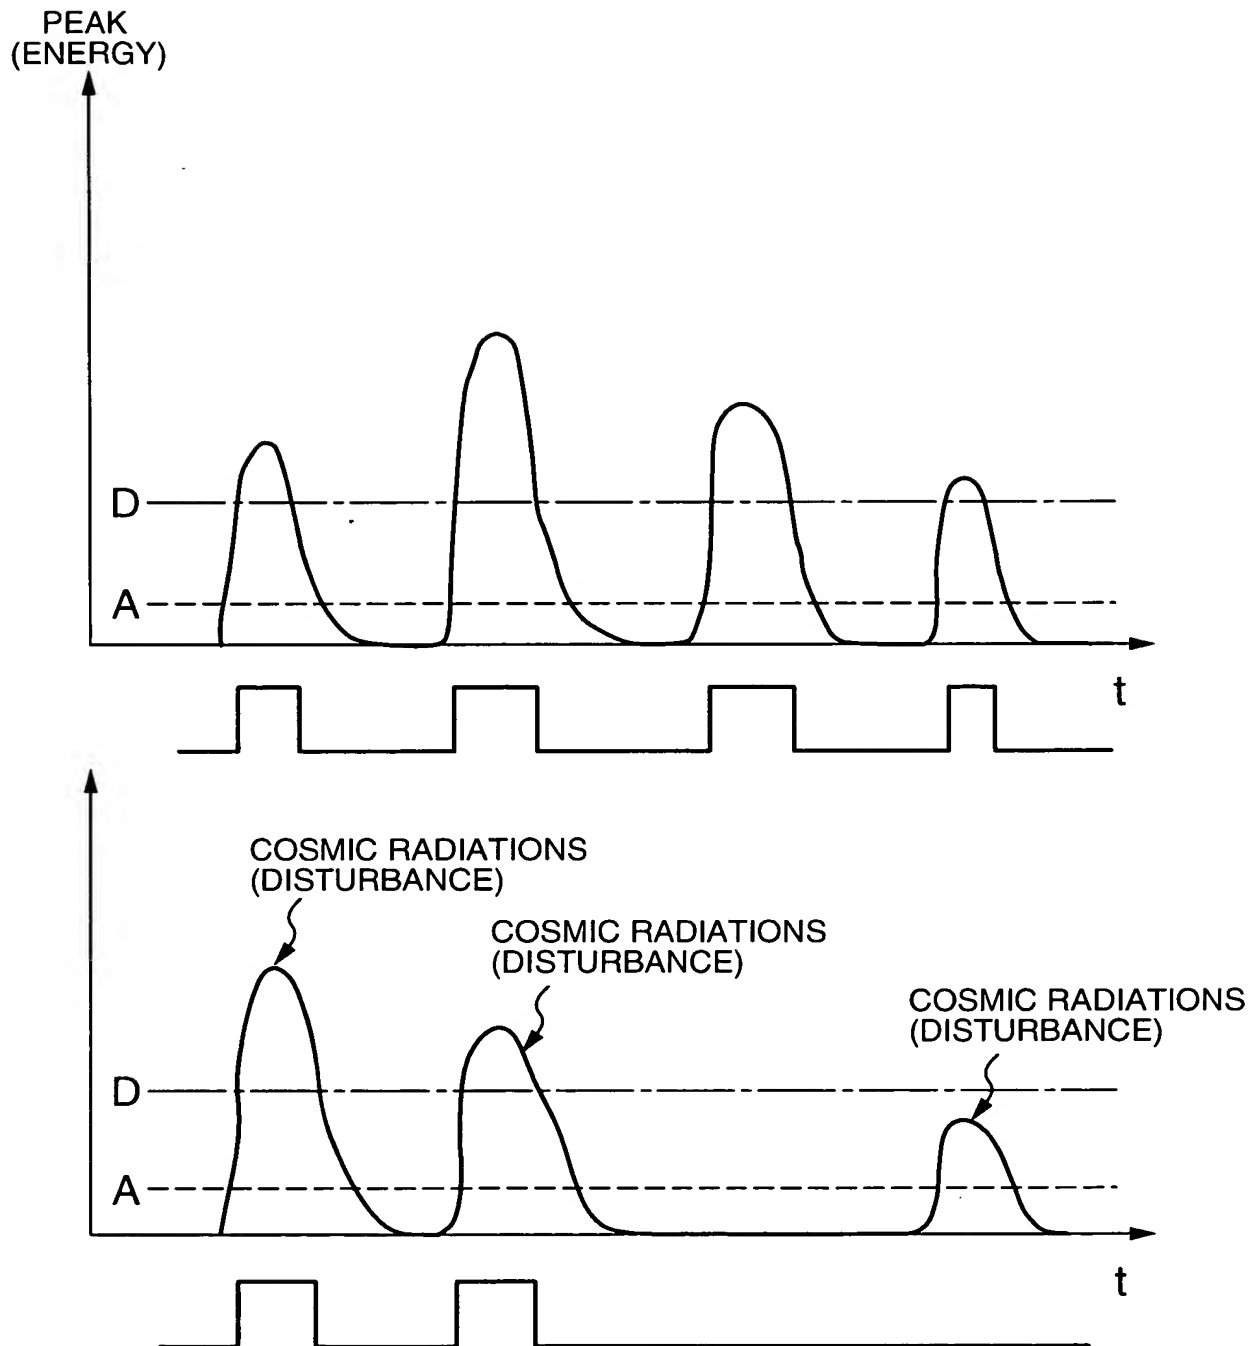 PEAK
(ENERGY)
D
A
t
COSMIC RADIATIONS
(DISTURBANCE)
COSMIC RADIATIONS
(DISTURBANCE)
COSMIC RADIATIONS
(DISTURBANCE)
D
A
t